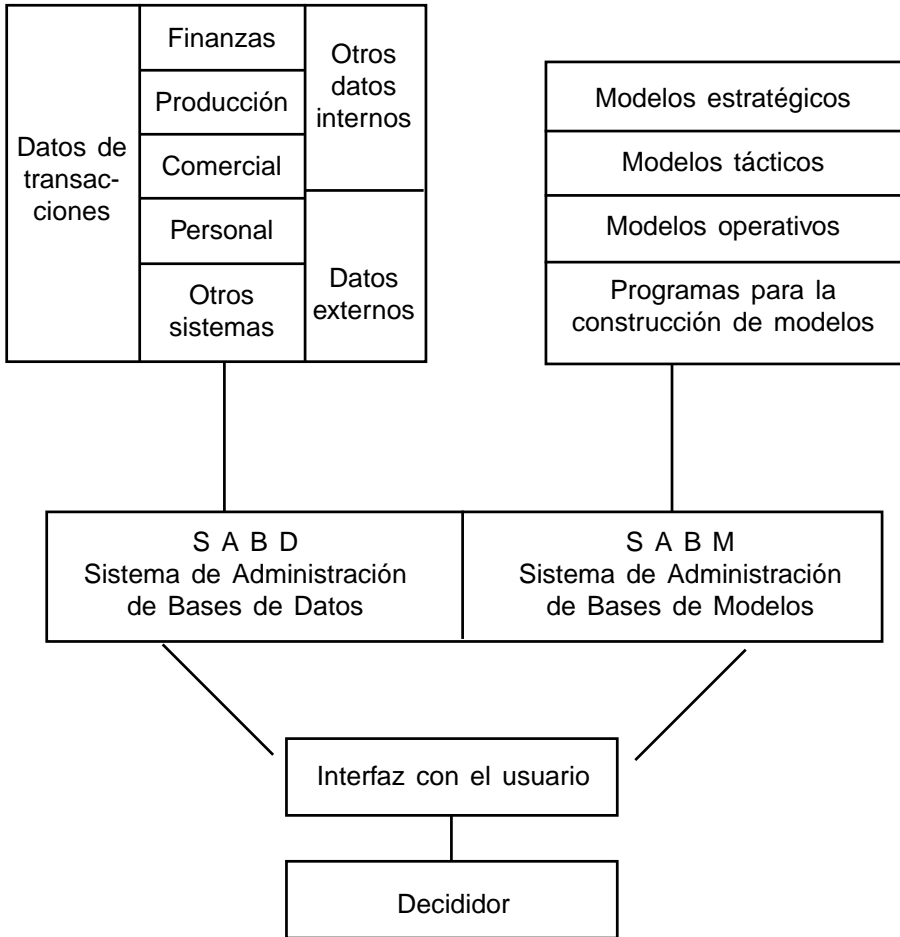 Datos de
transac-
ciones
Finanzas
Producción
Comercial
Personal
Otros
sistemas
Otros
datos
internos
Datos
externos
Modelos estratégicos
Modelos tácticos
Modelos operativos
Programas para la
construcción de modelos
S A B D
Sistema de Administración
de Bases de Datos
S A B M
Sistema de Administración
de Bases de Modelos
Interfaz con el usuario
Decididor